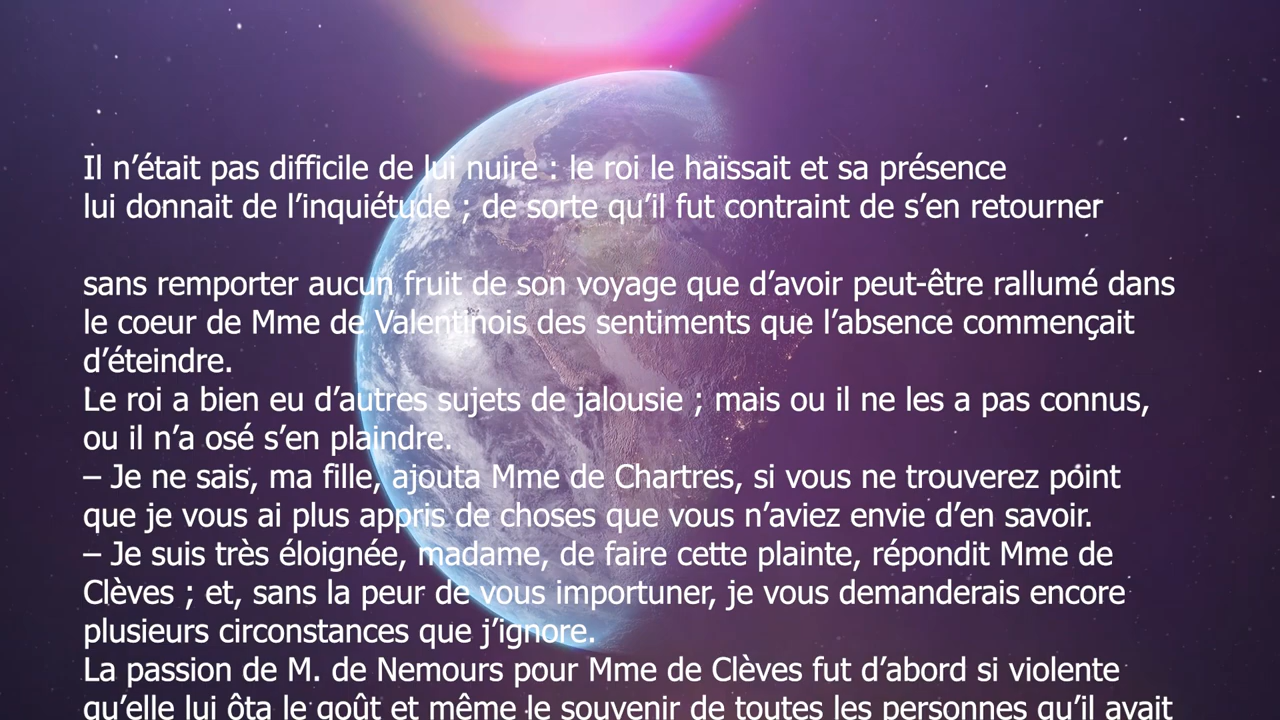 Il n’était pas difficile de lui nuire : le roi le haïssait et sa présence
lui donnait de l’inquiétude ; de sorte qu’il fut contraint de s’en retourner
sans remporter aucun fruit de son voyage que d’avoir peut-être rallumé dans
le coeur de Mme de Valentinois des sentiments que l’absence commençait
d’éteindre.
Le roi a bien eu d’autres sujets de jalousie ; mais ou il ne les a pas connus,
ou il n’a osé s’en plaindre.
– Je ne sais, ma fille, ajouta Mme de Chartres, si vous ne trouverez point
que je vous ai plus appris de choses que vous n’aviez envie d’en savoir.
– Je suis très éloignée, madame, de faire cette plainte, répondit Mme de
Clèves ; et, sans la peur de vous importuner, je vous demanderais encore
plusieurs circonstances que j’ignore.
La passion de M. de Nemours pour Mme de Clèves fut d’abord si violente
qu’elle lui ôta le goût et même le souvenir de toutes les personnes qu’il avait